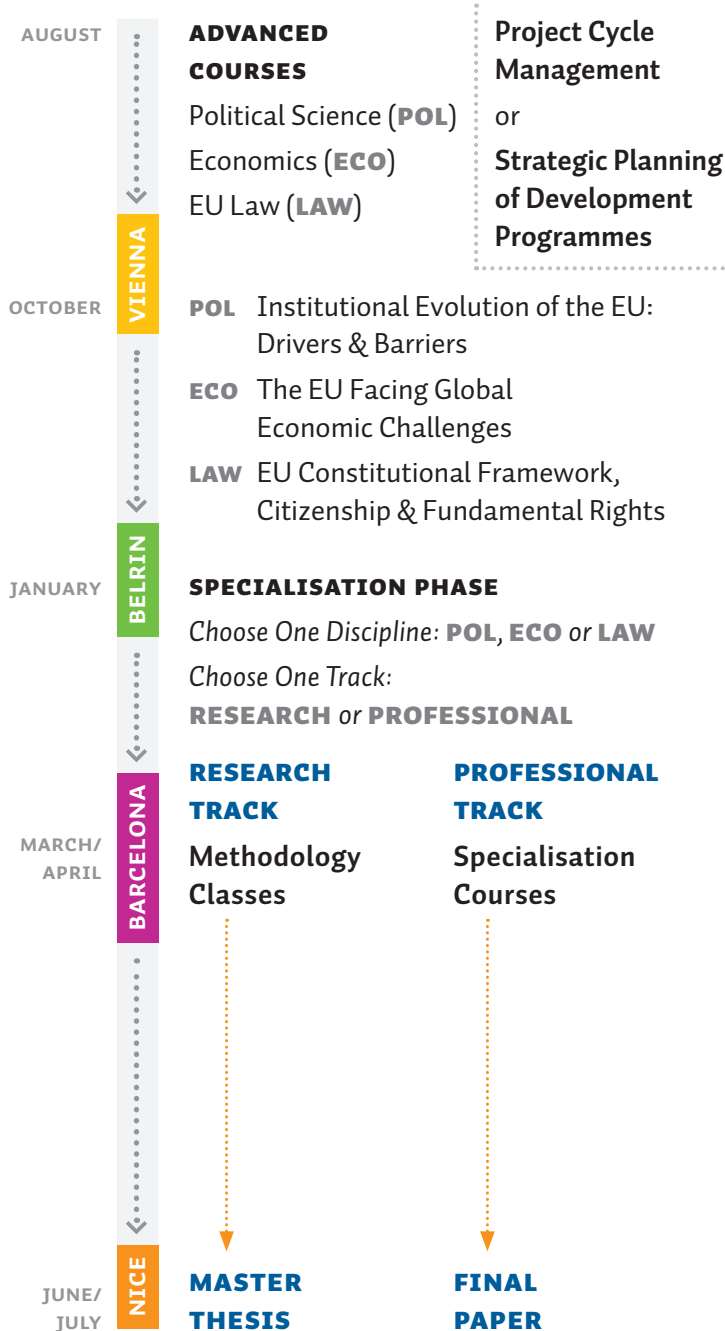 AUGUST
ADVANCED
COURSES
Political Science (POL)
Economics (ECO)
EU Law (LAW)
Project Cycle
Management
or
Strategic Planning
of Development
Programmes
VIENNA
OCTOBER
POL Institutional Evolution of the EU:
Drivers & Barriers
ECO The EU Facing Global
Economic Challenges
LAW EU Constitutional Framework,
Citizenship & Fundamental Rights
BELRIN
JANUARY
SPECIALISATION PHASE
Choose One Discipline: POL, ECO or LAW
Choose One Track:
RESEARCH or PROFESSIONAL
BARCELONA
MARCH/
APRIL
RESEARCH
TRACK
Methodology
Classes
PROFESSIONAL
TRACK
Specialisation
Courses
NICE
JUNE/
JULY
MASTER
THESIS
FINAL
PAPER